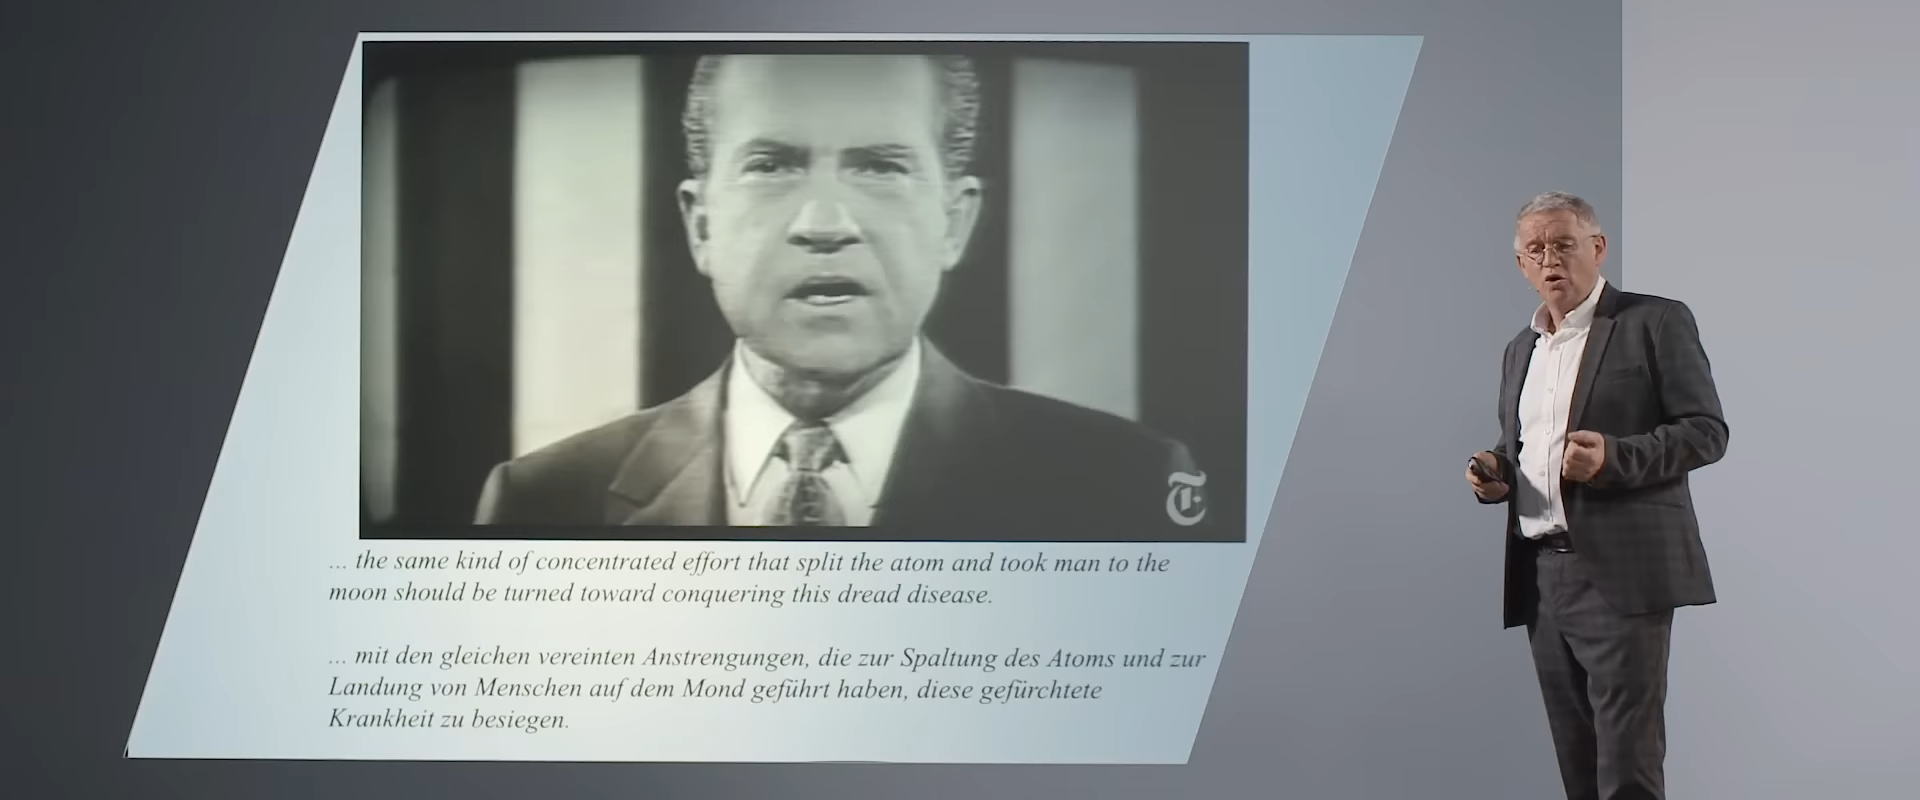 T
... the same kind of concentrated effort that split the atom and took man to the
moon should be turned toward conquering this dread disease.
... mit den gleichen vereinten Anstrengungen, die zur Spaltung des Atoms und zur
Landung von Menschen auf dem Mond geführt haben, diese gefürchtete
Krankheit zu besiegen.